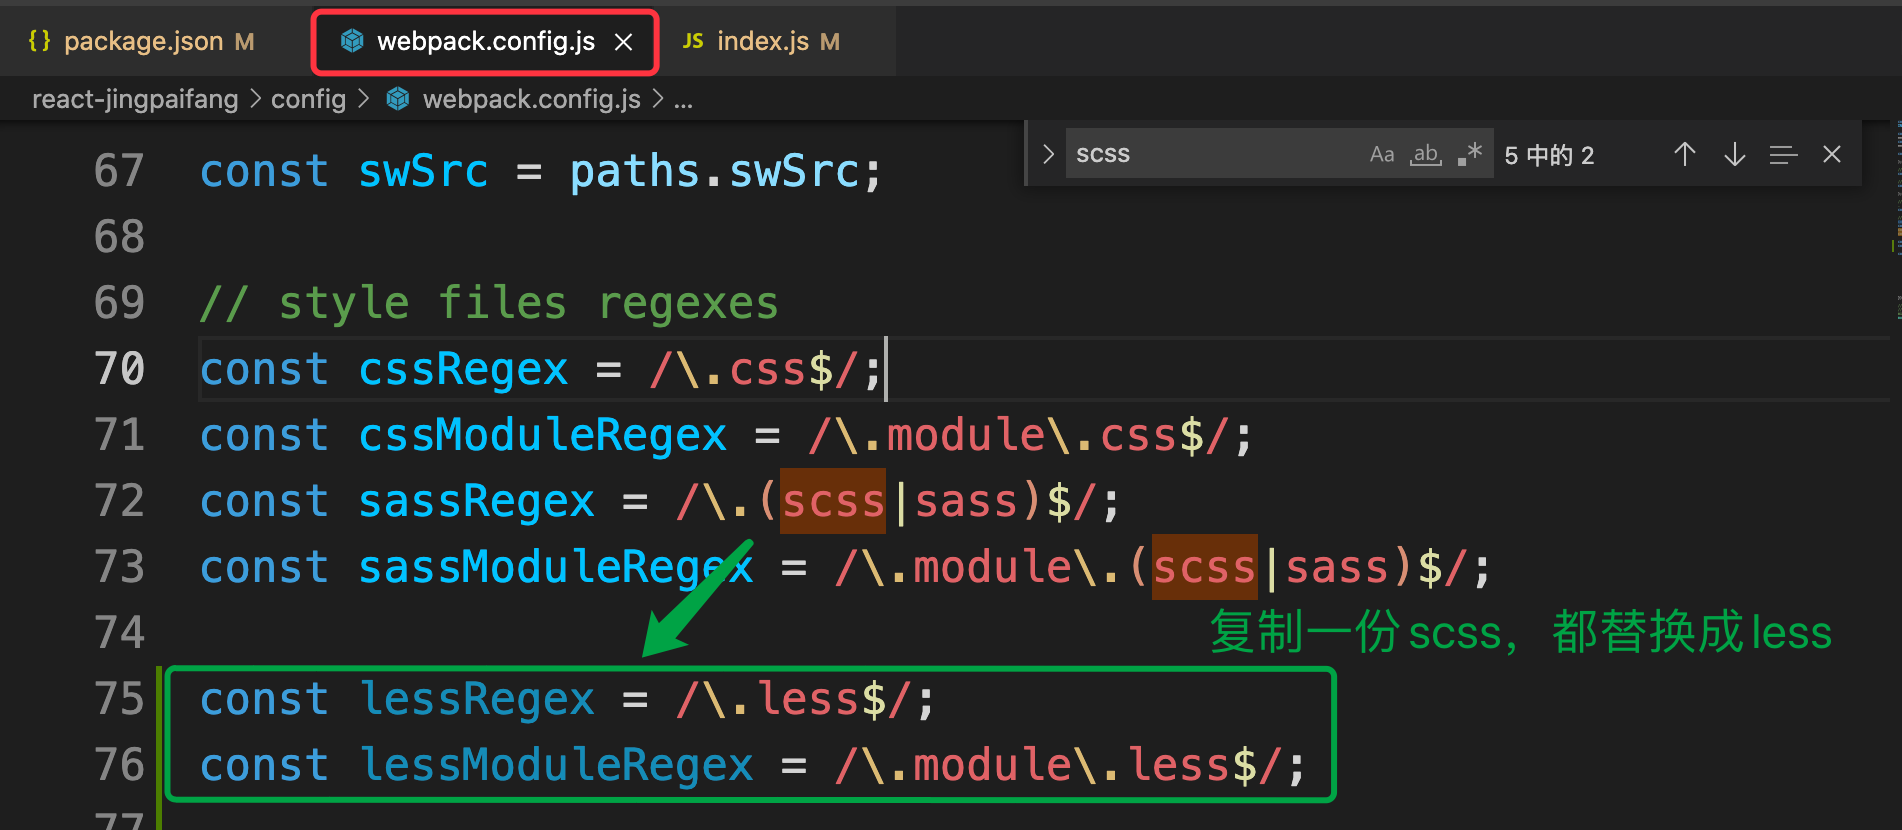 {} package.json M
webpack.config.js ×
JS index.js M
react-jingpaifang > config > webpack.config.js > ...
scss Aa ab .* 5 中的 2
67 const swSrc = paths.swSrc;
68
69 // style files regexes
70 const cssRegex = /\.css$/;
71 const cssModuleRegex = /\.module\.css$/;
72 const sassRegex = /\.(scss|sass)$/;
73 const sassModuleRegex = /\.module\.(scss|sass)$/;
74
复制一份scss，都替换成less
75 const lessRegex = /\.less$/;
76 const lessModuleRegex = /\.module\.less$/;
77